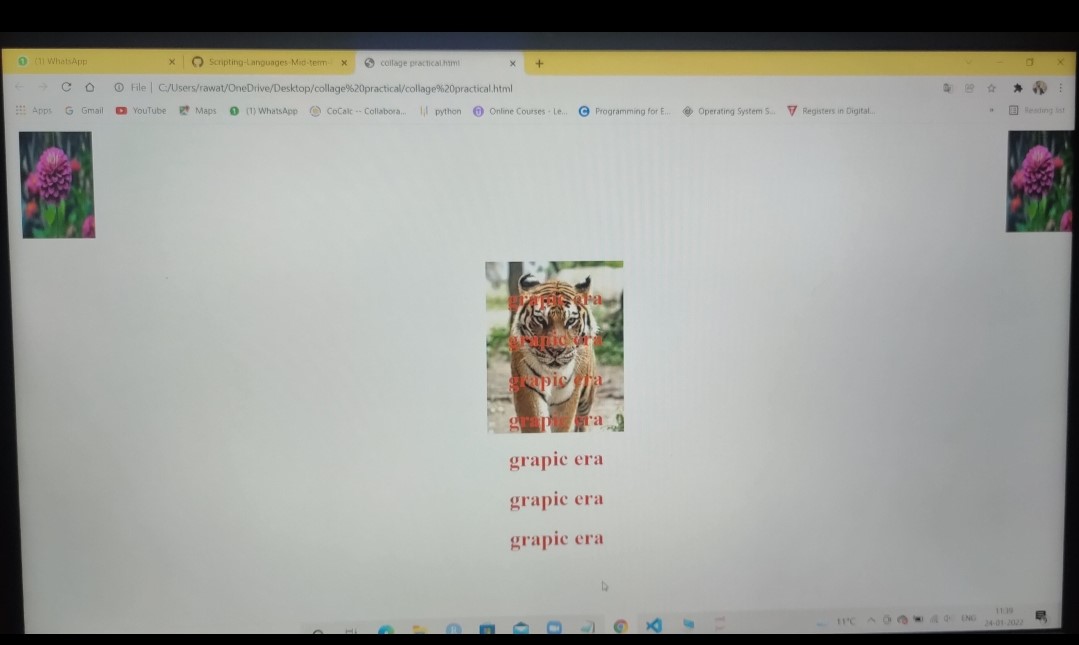 (1) WhatsApp
Scripting-Languages-Mid-term-
collage practical.html
File | C:/Users/rawat/OneDrive/Desktop/collage%20practical/collage%20practical.html
Apps Gmail YouTube Maps (1) WhatsApp CoCalc -- Collabora... python Online Courses - Le... Programming for E... Operating System S... Registers in Digital... Reading list
grapic era
grapic era
grapic era
grapic era
grapic era
grapic era
grapic era
11°C ENG 11:39
24-01-2022